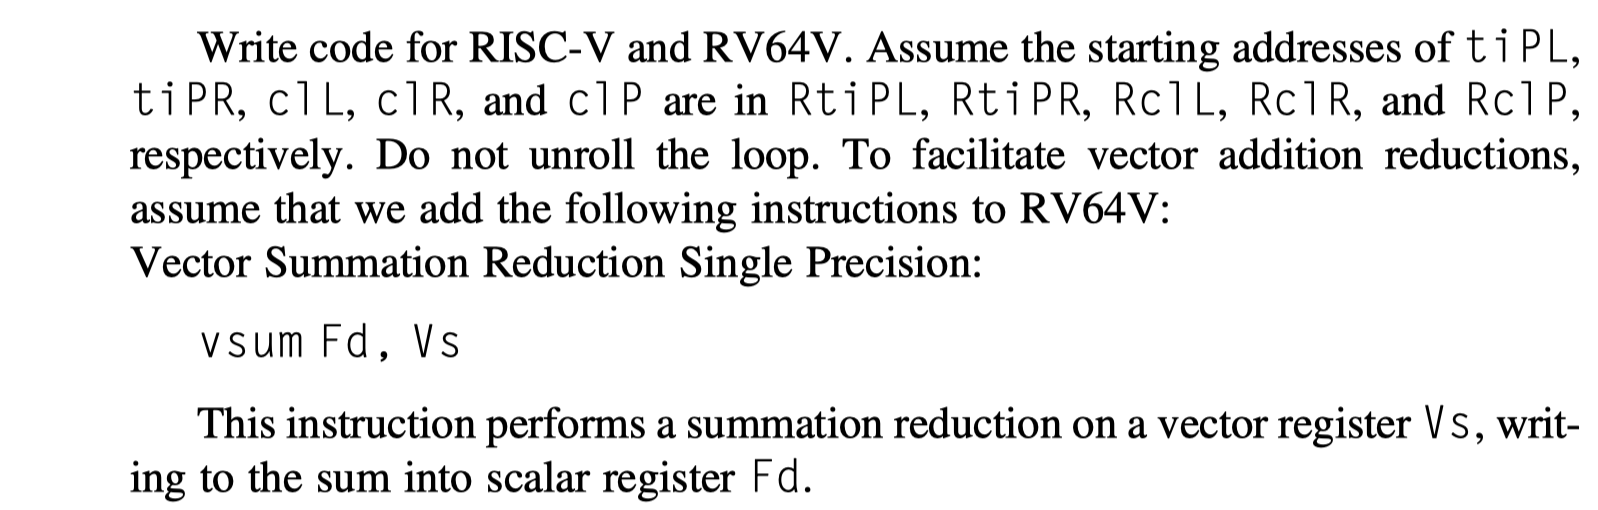 Write code for RISC-V and RV64V. Assume the starting addresses of tiPL,
tiPR, clL, clR, and clP are in RtiPL, RtiPR, RclL, RclR, and RclP,
respectively. Do not unroll the loop. To facilitate vector addition reductions,
assume that we add the following instructions to RV64V:
Vector Summation Reduction Single Precision:
vsum Fd, Vs
This instruction performs a summation reduction on a vector register Vs, writ-
ing to the sum into scalar register Fd.